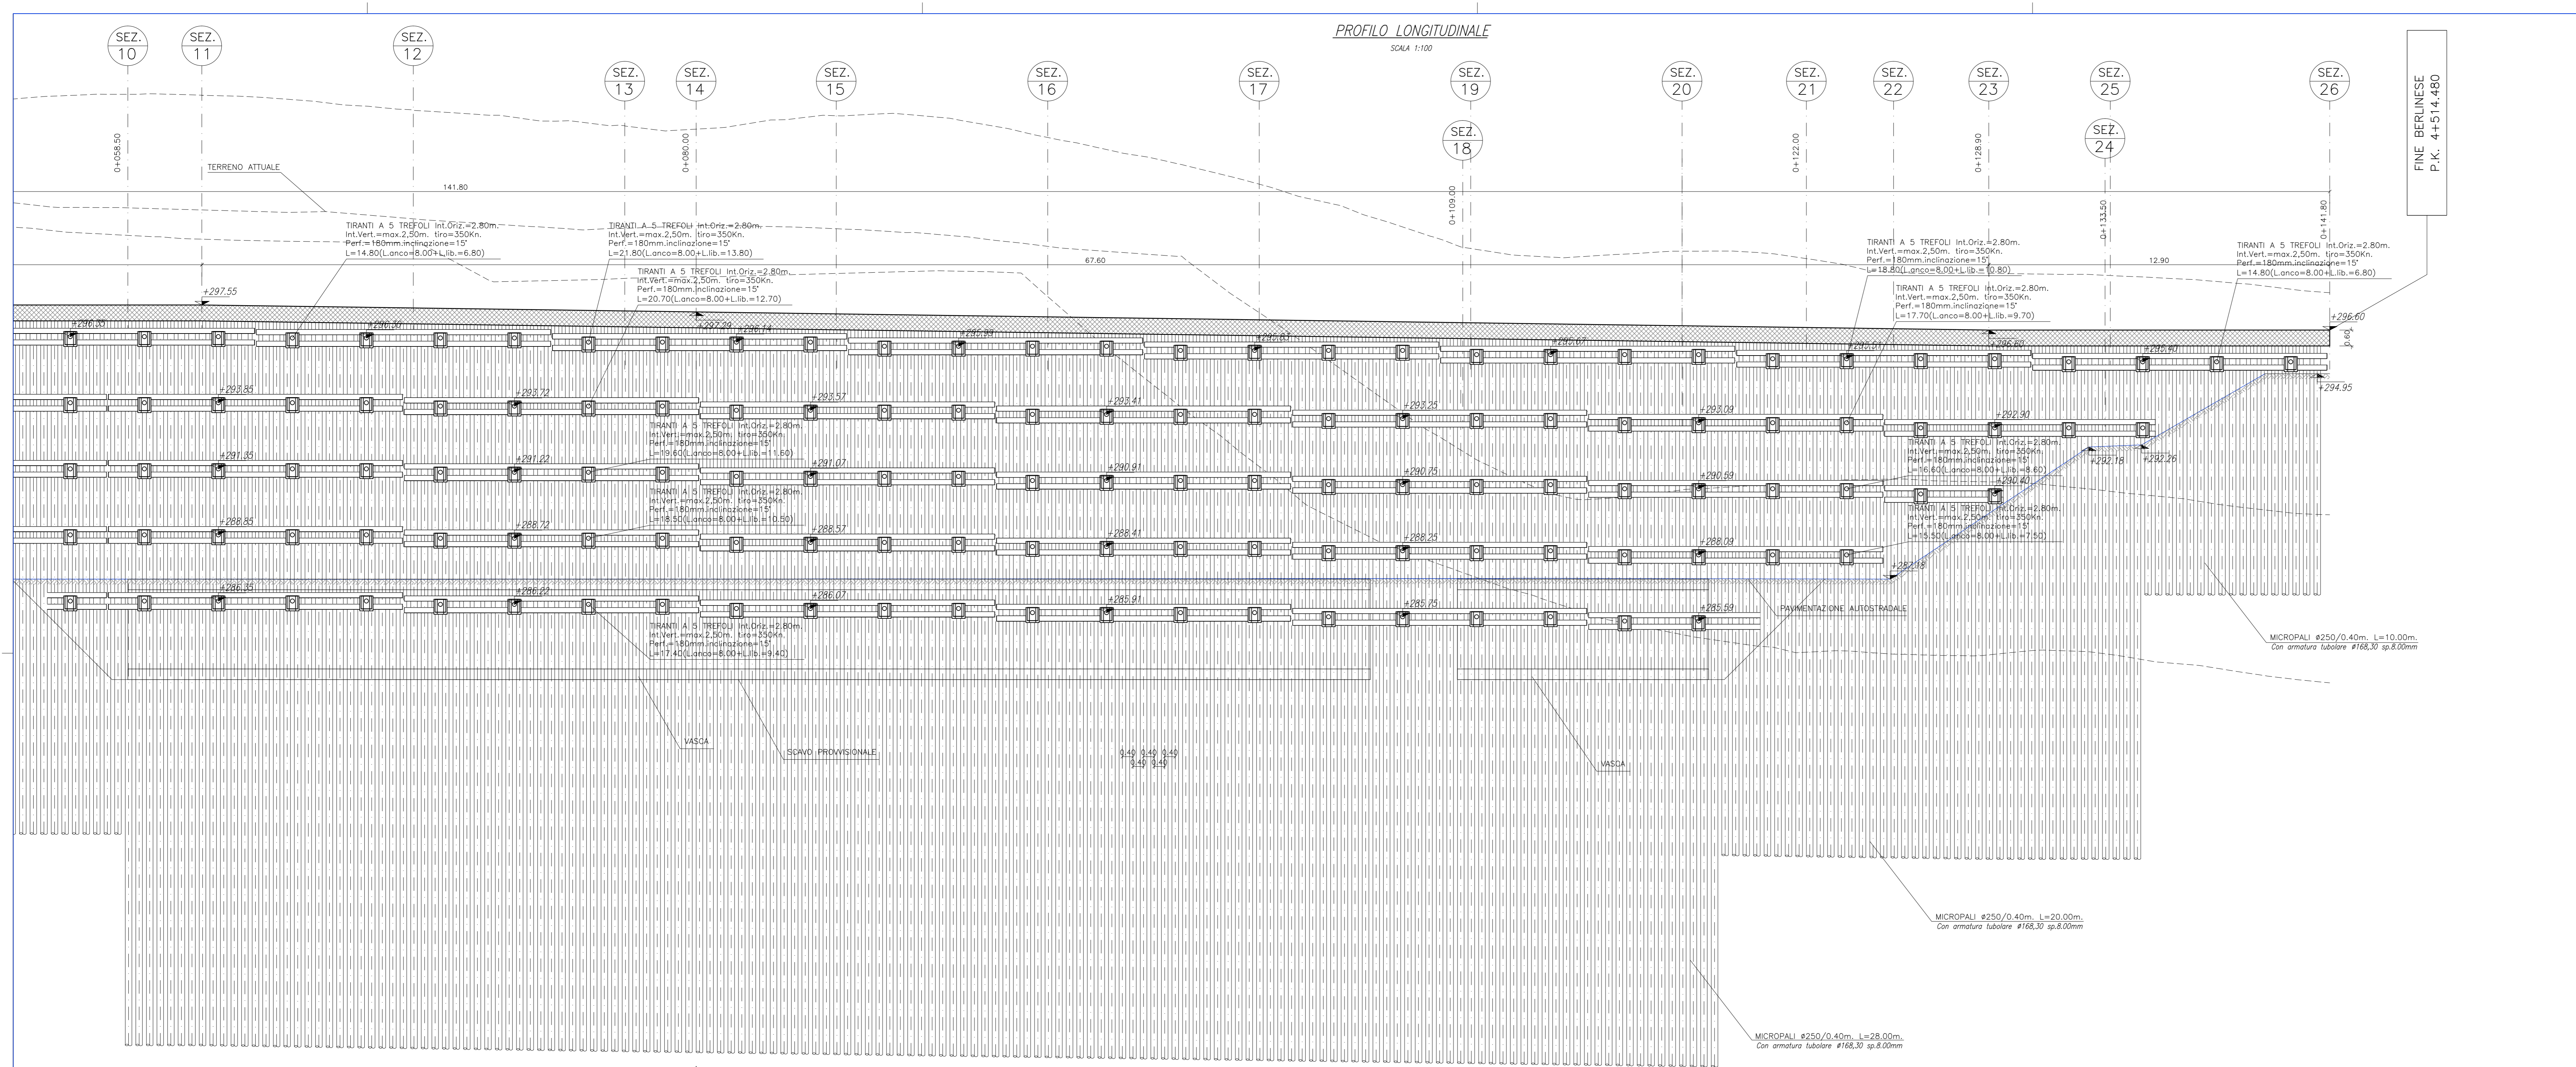 PROFILO LONGITUDINALE
SCALA 1:100
SEZ.
10
SEZ.
11
SEZ.
12
SEZ.
13
SEZ.
14
SEZ.
15
SEZ.
16
SEZ.
17
SEZ.
18
SEZ.
19
SEZ.
20
SEZ.
21
SEZ.
22
SEZ.
23
SEZ.
24
SEZ.
25
SEZ.
26
FINE BERLINESE
P.K. 4+514.480
0+058.50
0+080.00
0+109.00
0+122.00
0+128.90
0+133.50
0+141.80
TERRENO ATTUALE
141.80
67.60
12.90
TIRANTI A 5 TREFOLI Int.Oriz.=2.80m.
Int.Vert.=max.2,50m. tiro=350Kn.
Perf.=180mm.inclinazione=15°
L=14.80(L.anco=8.00+L.lib.=6.80)
TIRANTI A 5 TREFOLI Int.Oriz.=2.80m.
Int.Vert.=max.2,50m. tiro=350Kn.
Perf.=180mm.inclinazione=15°
L=21.80(L.anco=8.00+L.lib.=13.80)
TIRANTI A 5 TREFOLI Int.Oriz.=2.80m.
Int.Vert.=max.2,50m. tiro=350Kn.
Perf.=180mm.inclinazione=15°
L=20.70(L.anco=8.00+L.lib.=12.70)
TIRANTI A 5 TREFOLI Int.Oriz.=2.80m.
Int.Vert.=max.2,50m. tiro=350Kn.
Perf.=180mm.inclinazione=15°
L=18.80(L.anco=8.00+L.lib.=10.80)
TIRANTI A 5 TREFOLI Int.Oriz.=2.80m.
Int.Vert.=max.2,50m. tiro=350Kn.
Perf.=180mm.inclinazione=15°
L=17.70(L.anco=8.00+L.lib.=9.70)
TIRANTI A 5 TREFOLI Int.Oriz.=2.80m.
Int.Vert.=max.2,50m. tiro=350Kn.
Perf.=180mm.inclinazione=15°
L=14.80(L.anco=8.00+L.lib.=6.80)
+297.55
+297.29
+296.60
+296.60
0.60
+296.35
+296.30
+296.14
+295.99
+295.83
+295.67
+295.51
+295.40
+294.95
+293.85
+293.72
+293.57
+293.41
+293.25
+293.09
+292.90
+292.18
+292.26
TIRANTI A 5 TREFOLI Int.Oriz.=2.80m.
Int.Vert.=max.2,50m. tiro=350Kn.
Perf.=180mm.inclinazione=15°
L=19.60(L.anco=8.00+L.lib.=11.60)
TIRANTI A 5 TREFOLI Int.Oriz.=2.80m.
Int.Vert.=max.2,50m. tiro=350Kn.
Perf.=180mm.inclinazione=15°
L=16.60(L.anco=8.00+L.lib.=8.60)
+291.35
+291.22
+291.07
+290.91
+290.75
+290.59
+290.40
TIRANTI A 5 TREFOLI Int.Oriz.=2.80m.
Int.Vert.=max.2,50m. tiro=350Kn.
Perf.=180mm.inclinazione=15°
L=18.50(L.anco=8.00+L.lib.=10.50)
TIRANTI A 5 TREFOLI Int.Oriz.=2.80m.
Int.Vert.=max.2,50m. tiro=350Kn.
Perf.=180mm.inclinazione=15°
L=15.50(L.anco=8.00+L.lib.=7.50)
+288.85
+288.72
+288.57
+288.41
+288.25
+288.09
+287.18
+286.35
+286.22
+286.07
+285.91
+285.75
+285.59
PAVIMENTAZIONE AUTOSTRADALE
TIRANTI A 5 TREFOLI Int.Oriz.=2.80m.
Int.Vert.=max.2,50m. tiro=350Kn.
Perf.=180mm.inclinazione=15°
L=17.40(L.anco=8.00+L.lib.=9.40)
MICROPALI Ø250/0.40m. L=10.00m.
Con armatura tubolare Ø168,30 sp.8.00mm
VASCA
SCAVO PROVVISIONALE
0.40 0.40 0.40
0.40 0.40
VASCA
MICROPALI Ø250/0.40m. L=20.00m.
Con armatura tubolare Ø168,30 sp.8.00mm
MICROPALI Ø250/0.40m. L=28.00m.
Con armatura tubolare Ø168,30 sp.8.00mm